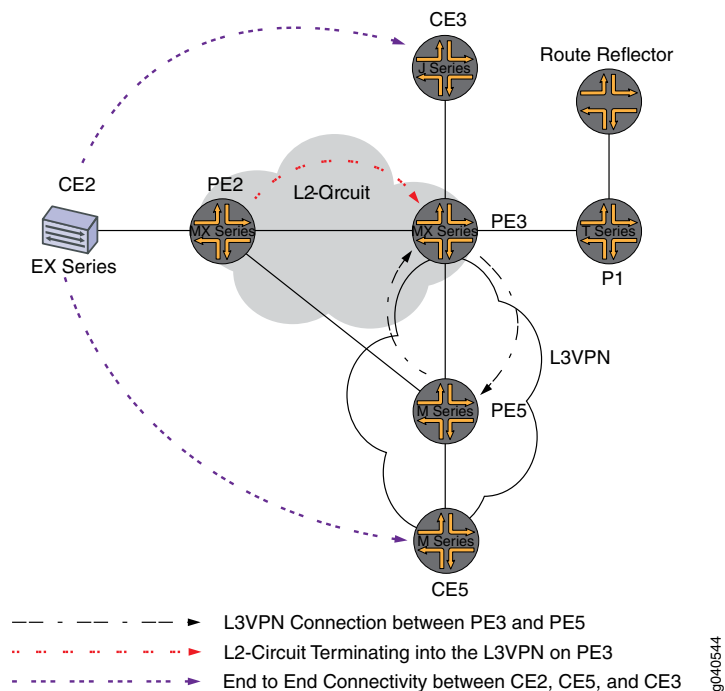 CE3
J Series
Route Reflector
CE2
PE2
L2-Circuit
EX Series
MX Series
MX Series
PE3
T Series
P1
L3VPN
M Series
PE5
M Series
CE5
L3VPN Connection between PE3 and PE5
L2-Circuit Terminating into the L3VPN on PE3
End to End Connectivity between CE2, CE5, and CE3
g040544